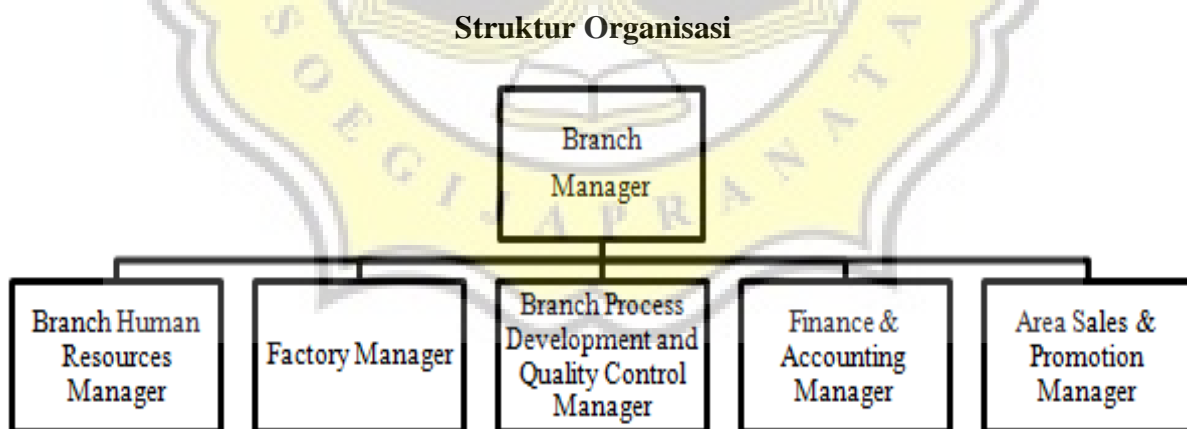 Struktur Organisasi
SOEGIJAPRANATA
Branch
Manager
Branch Human
Resources
Manager
Factory Manager
Branch Process
Development and
Quality Control
Manager
Finance &
Accounting
Manager
Area Sales &
Promotion
Manager